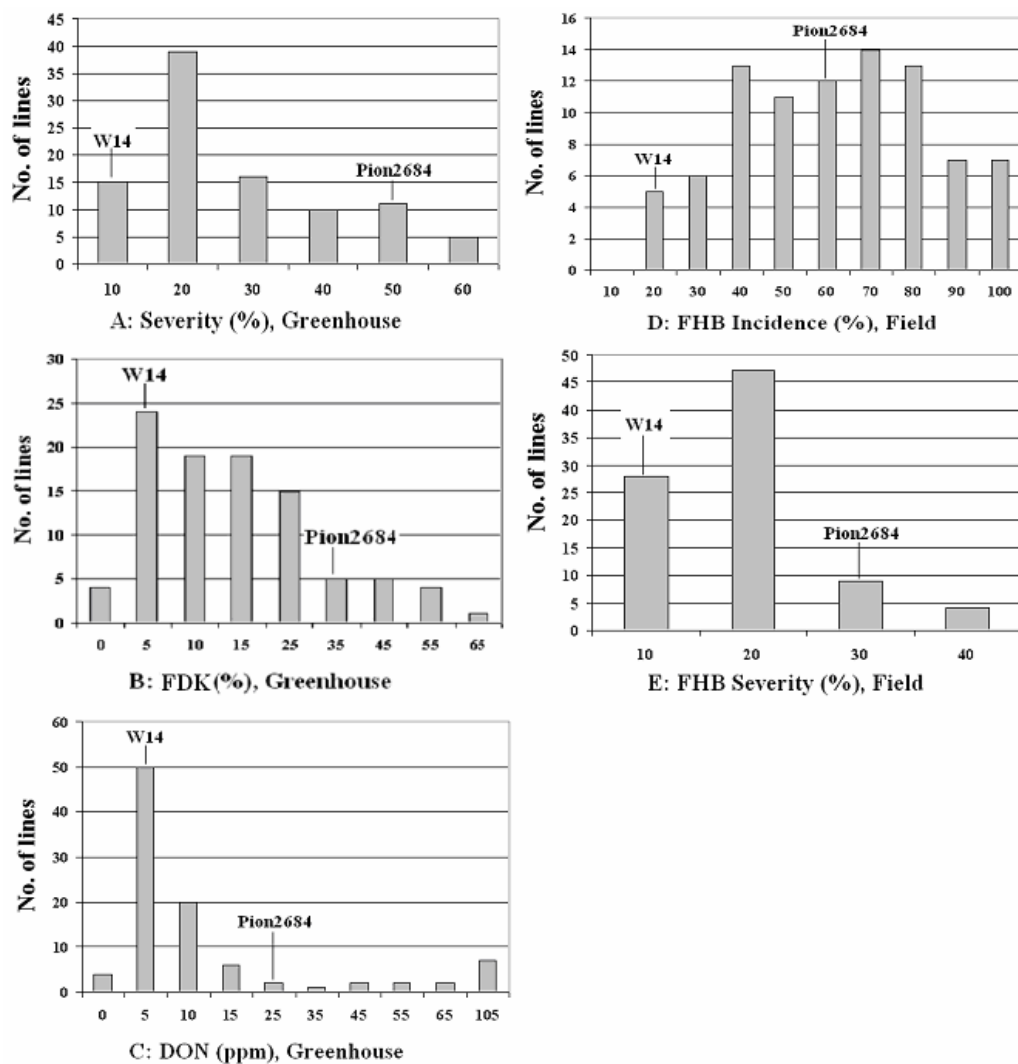 No. of lines
45
40
35
30
25
20
15
10
5
0
W14
Pion2684
10 20 30 40 50 60
A: Severity (%), Greenhouse
No. of lines
30
25
20
15
10
5
0
W14
Pion2684
0 5 10 15 25 35 45 55 65
B: FDK(%), Greenhouse
No. of lines
60
50
40
30
20
10
0
W14
Pion2684
0 5 10 15 25 35 45 55 65 105
C: DON (ppm), Greenhouse
No. of lines
16
14
12
10
8
6
4
2
0
Pion2684
W14
10 20 30 40 50 60 70 80 90 100
D: FHB Incidence (%), Field
No. of lines
50
45
40
35
30
25
20
15
10
5
0
W14
Pion2684
10 20 30 40
E: FHB Severity (%), Field